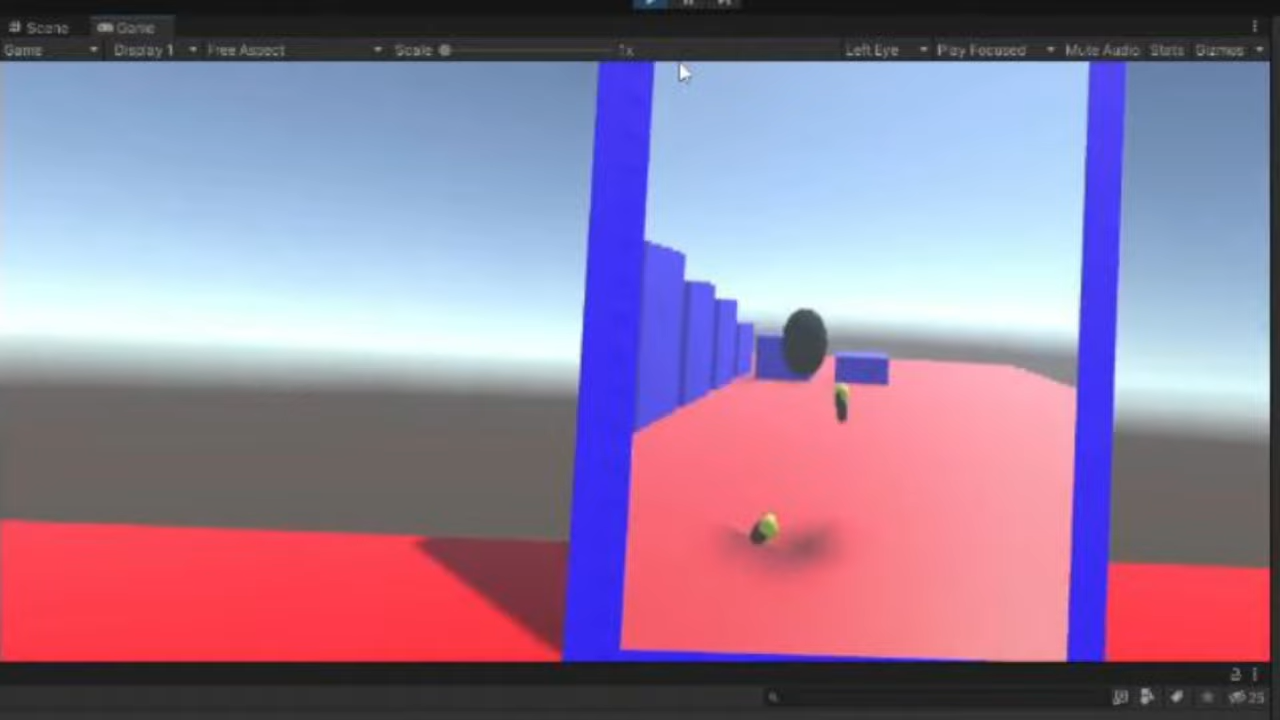 Scene Game
Game Display 1 Free Aspect Scale 1x Left Eye Play Focused Mute Audio Stats Gizmos
25